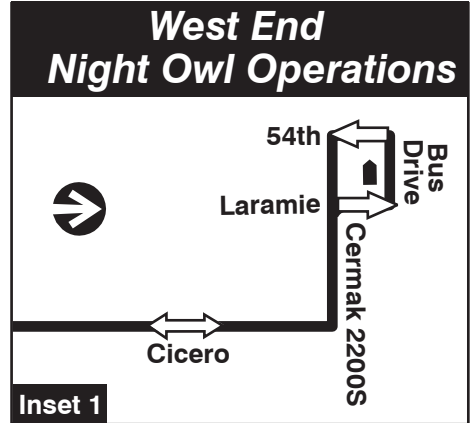 West End
Night Owl Operations
54th
Bus
Drive
Laramie
Cermak 2200S
Cicero
Inset 1